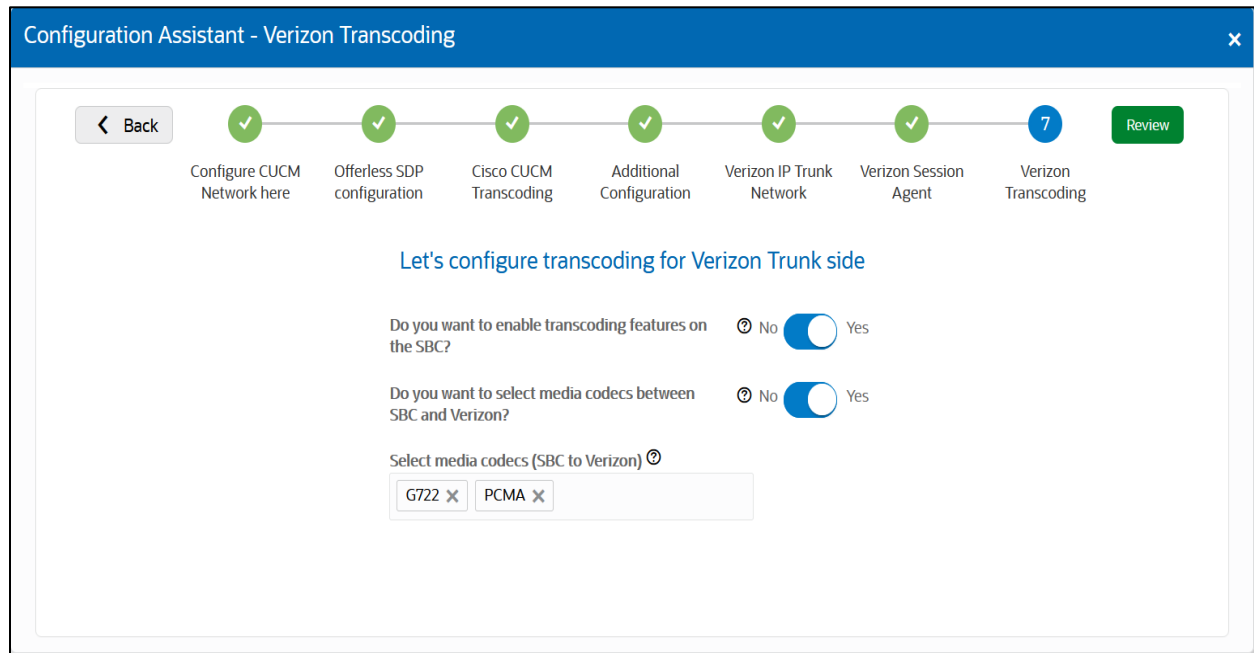 Configuration Assistant - Verizon Transcoding
Back
7
Review
Configure CUCM
Network here
Offerless SDP
configuration
Cisco CUCM
Transcoding
Additional
Configuration
Verizon IP Trunk
Network
Verizon Session
Agent
Verizon
Transcoding
Let's configure transcoding for Verizon Trunk side
Do you want to enable transcoding features on
the SBC?
? No Yes
Do you want to select media codecs between
SBC and Verizon?
? No Yes
Select media codecs (SBC to Verizon) ?
G722 PCMA